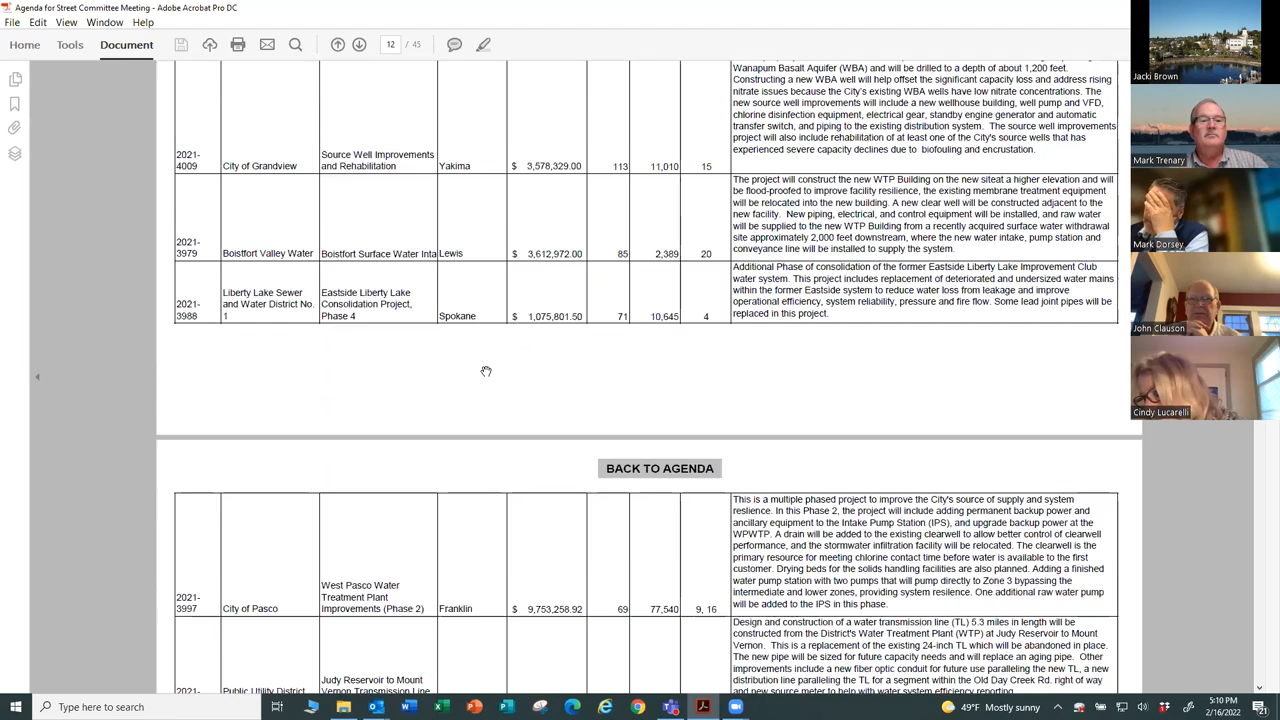 Agenda for Street Committee Meeting - Adobe Acrobat Pro DC
File Edit View Window Help
Home Tools Document 12 / 45
Wanapum Basalt Aquifer (WBA) and will be drilled to a depth of about 1,200 feet.
Constructing a new WBA well will help offset the significant capacity loss and address rising
nitrate issues because the City's existing WBA wells have low nitrate concentrations. The
new source well improvements will include a new wellhouse building, well pump and VFD,
chlorine disinfection equipment, electrical gear, standby engine generator and automatic
transfer switch, and piping to the existing distribution system. The source well improvements
project will also include rehabilitation of at least one of the City's source wells that has
experienced severe capacity declines due to biofouling and encrustation.
2021-
4009 City of Grandview
Source Well Improvements
and Rehabilitation Yakima $ 3,578,329.00 113 11,010 15
The project will construct the new WTP Building on the new siteat a higher elevation and will
be flood-proofed to improve facility resilience, the existing membrane treatment equipment
will be relocated into the new building. A new clear well will be constructed adjacent to the
new facility. New piping, electrical, and control equipment will be installed, and raw water
will be supplied to the new WTP Building from a recently acquired surface water withdrawal
site approximately 2,000 feet downstream, where the new water intake, pump station and
conveyance line will be installed to supply the system.
2021-
3979 Boistfort Valley Water Boistfort Surface Water Inta Lewis $ 3,612,972.00 85 2,389 20
Additional Phase of consolidation of the former Eastside Liberty Lake Improvement Club
water system. This project includes replacement of deteriorated and undersized water mains
within the former Eastside system to reduce water loss from leakage and improve
operational efficiency, system reliability, pressure and fire flow. Some lead joint pipes will be
replaced in this project.
2021-
3988
Liberty Lake Sewer
and Water District No.
1
Eastside Liberty Lake
Consolidation Project,
Phase 4
Spokane $ 1,075,801.50 71 10,645 4
BACK TO AGENDA
This is a multiple phased project to improve the City's source of supply and system
resilience. In this Phase 2, the project will include adding permanent backup power and
ancillary equipment to the Intake Pump Station (IPS), and upgrade backup power at the
WPWTP. A drain will be added to the existing clearwell to allow better control of clearwell
performance, and the stormwater infiltration facility will be relocated. The clearwell is the
primary resource for meeting chlorine contact time before water is available to the first
customer. Drying beds for the solids handling facilities are also planned. Adding a finished
water pump station with two pumps that will pump directly to Zone 3 bypassing the
intermediate and lower zones, providing system resilence. One additional raw water pump
will be added to the IPS in this phase.
2021-
3997 City of Pasco
West Pasco Water
Treatment Plant
Improvements (Phase 2) Franklin $ 9,753,258.92 69 77,540 9, 16
Design and construction of a water transmission line (TL) 5.3 miles in length will be
constructed from the District's Water Treatment Plant (WTP) at Judy Reservoir to Mount
Vernon. This is a replacement of the existing 24-inch TL which will be abandoned in place.
The new pipe will be sized for future capacity needs and will replace an aging pipe. Other
improvements include a new fiber optic conduit for future use paralleling the new TL, a new
distribution line paralleling the TL for a segment within the Old Day Creek Rd. right of way
and new source meter to help with water system efficiency reporting.
2021- Public Utility District
Judy Reservoir to Mount
Vernon Transmission Line
Jacki Brown
Mark Trenary
Mark Dorsey
John Clauson
Cindy Lucarelli
Type here to search
49°F Mostly sunny
5:10 PM
2/16/2022
21